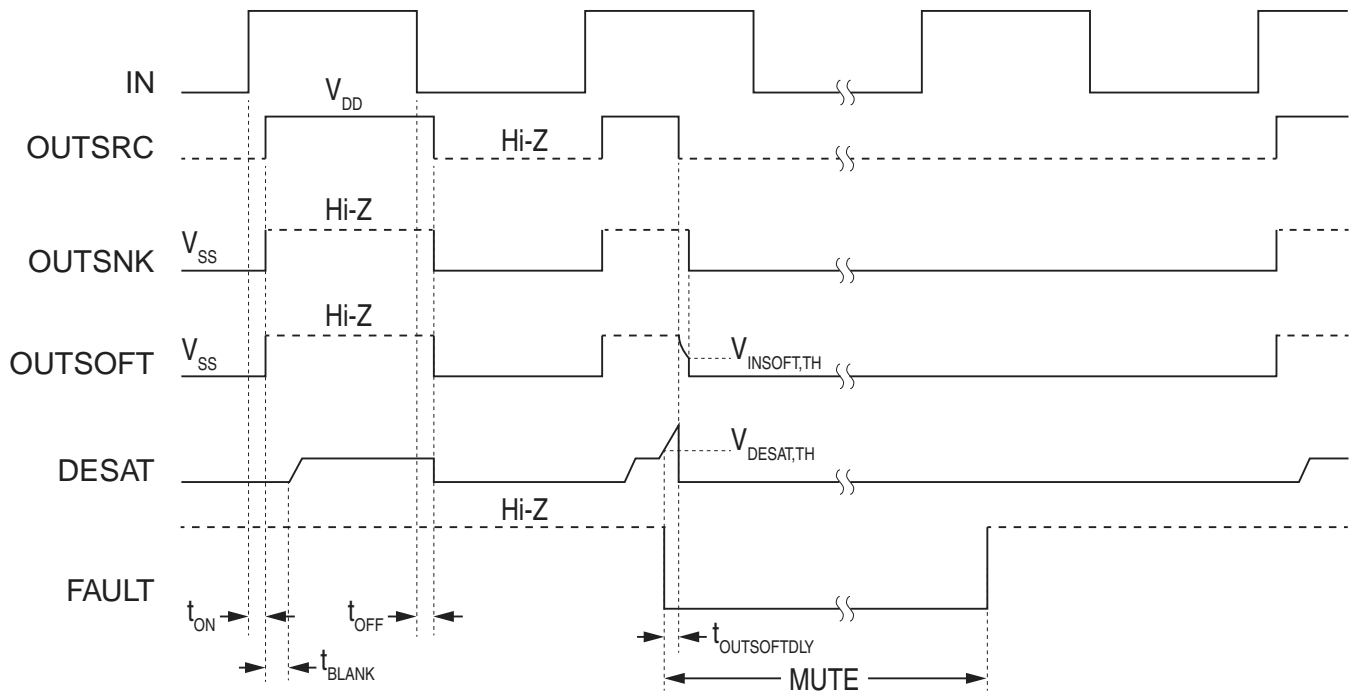 IN
V_DD
OUTSRC
Hi-Z
Hi-Z
V_SS
OUTSNK
Hi-Z
V_SS
OUTSOFT
V_INSOFT,TH
V_DESAT,TH
DESAT
Hi-Z
FAULT
t_ON
t_OFF
t_OUTSOFTDLY
t_BLANK
MUTE